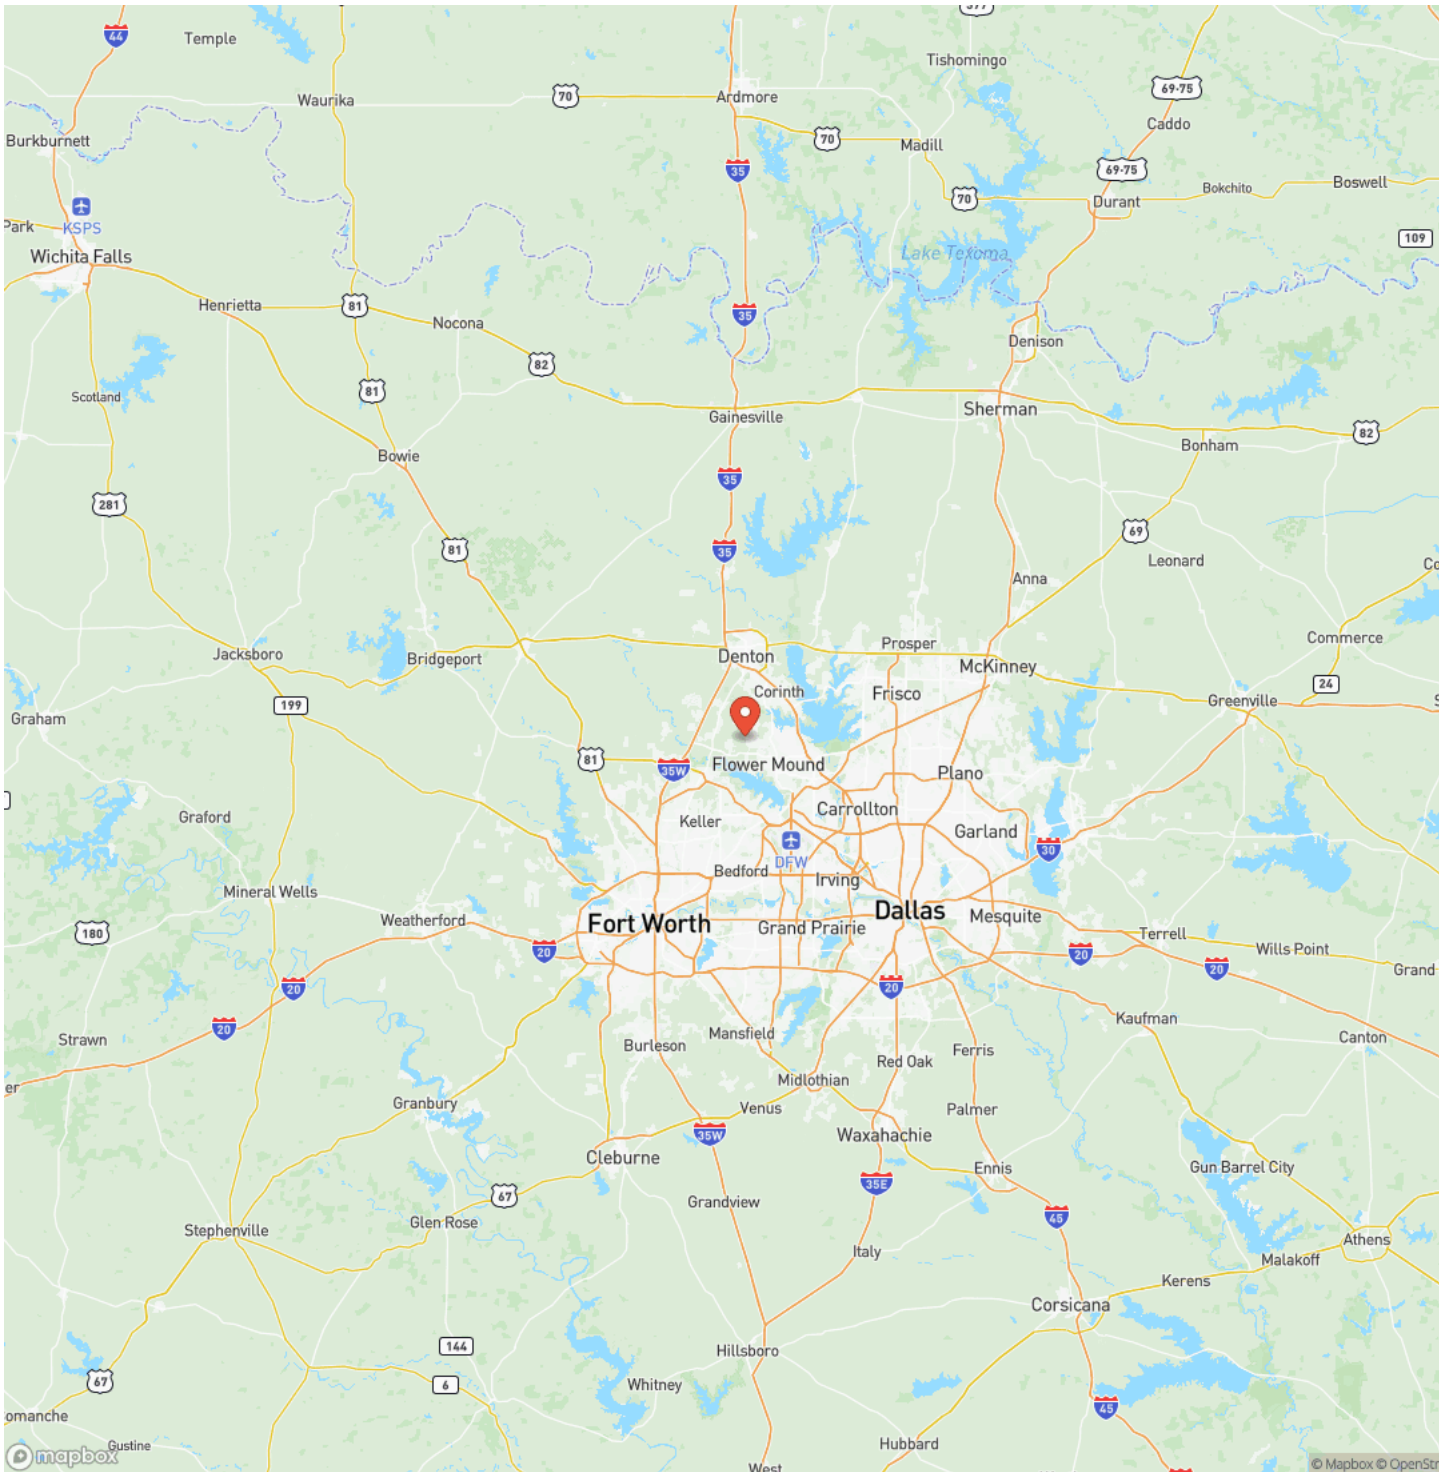 377
44
Temple
Tishomingo
69-75
Waurika
70
Ardmore
Caddo
Burkburnett
70
Madill
35
69-75
Bokchito
Boswell
70
Durant
KSPS
Park
Lake Texoma
109
Wichita Falls
Henrietta
81
35
Nocona
Denison
82
81
Scotland
Gainesville
Sherman
82
Bonham
Bowie
35
281
69
81
35
Leonard
Anna
Co
Commerce
Jacksboro
Bridgeport
Denton
Prosper
McKinney
24
Corinth
Frisco
Greenville
199
Graham
81
35W
Flower Mound
Plano
Graford
Keller
Carrollton
Garland
30
DFW
Bedford
Irving
Mineral Wells
Weatherford
Fort Worth
Dallas
Mesquite
180
Grand Prairie
Terrell
20
20
Wills Point
20
Grand
20
20
20
Kaufman
Strawn
Mansfield
Canton
Burleson
Ferris
Red Oak
er
Midlothian
Granbury
Venus
Palmer
35W
Waxahachie
Cleburne
Ennis
Gun Barrel City
35E
67
Grandview
45
Stephenville
Glen Rose
Athens
Italy
Malakoff
Kerens
Corsicana
144
Hillsboro
67
6
Whitney
45
omanche
Gustine
Hubbard
mapbox
West
© Mapbox © OpenStr